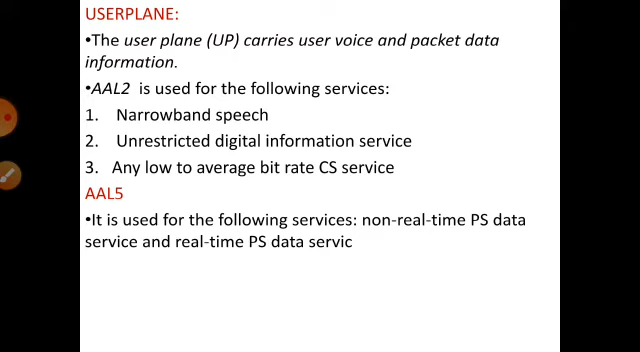 USERPLANE:
•The user plane (UP) carries user voice and packet data
information.
•AAL2 is used for the following services:
1. Narrowband speech
2. Unrestricted digital information service
3. Any low to average bit rate CS service
AAL5
•It is used for the following services: non-real-time PS data
service and real-time PS data servic